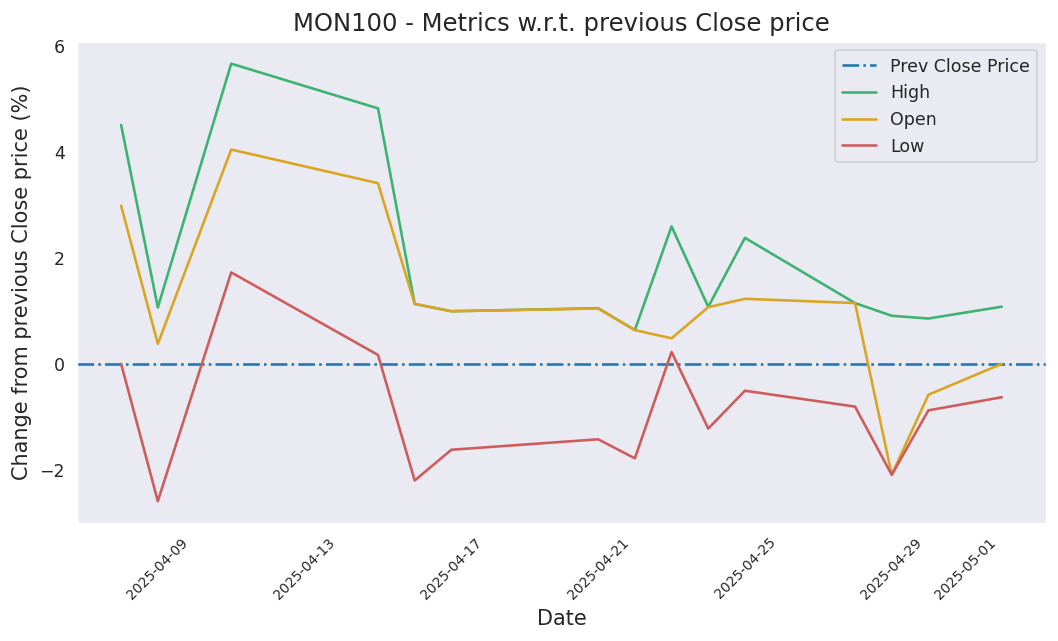 MON100 - Metrics w.r.t. previous Close price
Change from previous Close price (%)
6
4
2
0
−2
Prev Close Price
High
Open
Low
2025-04-09
2025-04-13
2025-04-17
2025-04-21
2025-04-25
2025-04-29
2025-05-01
Date